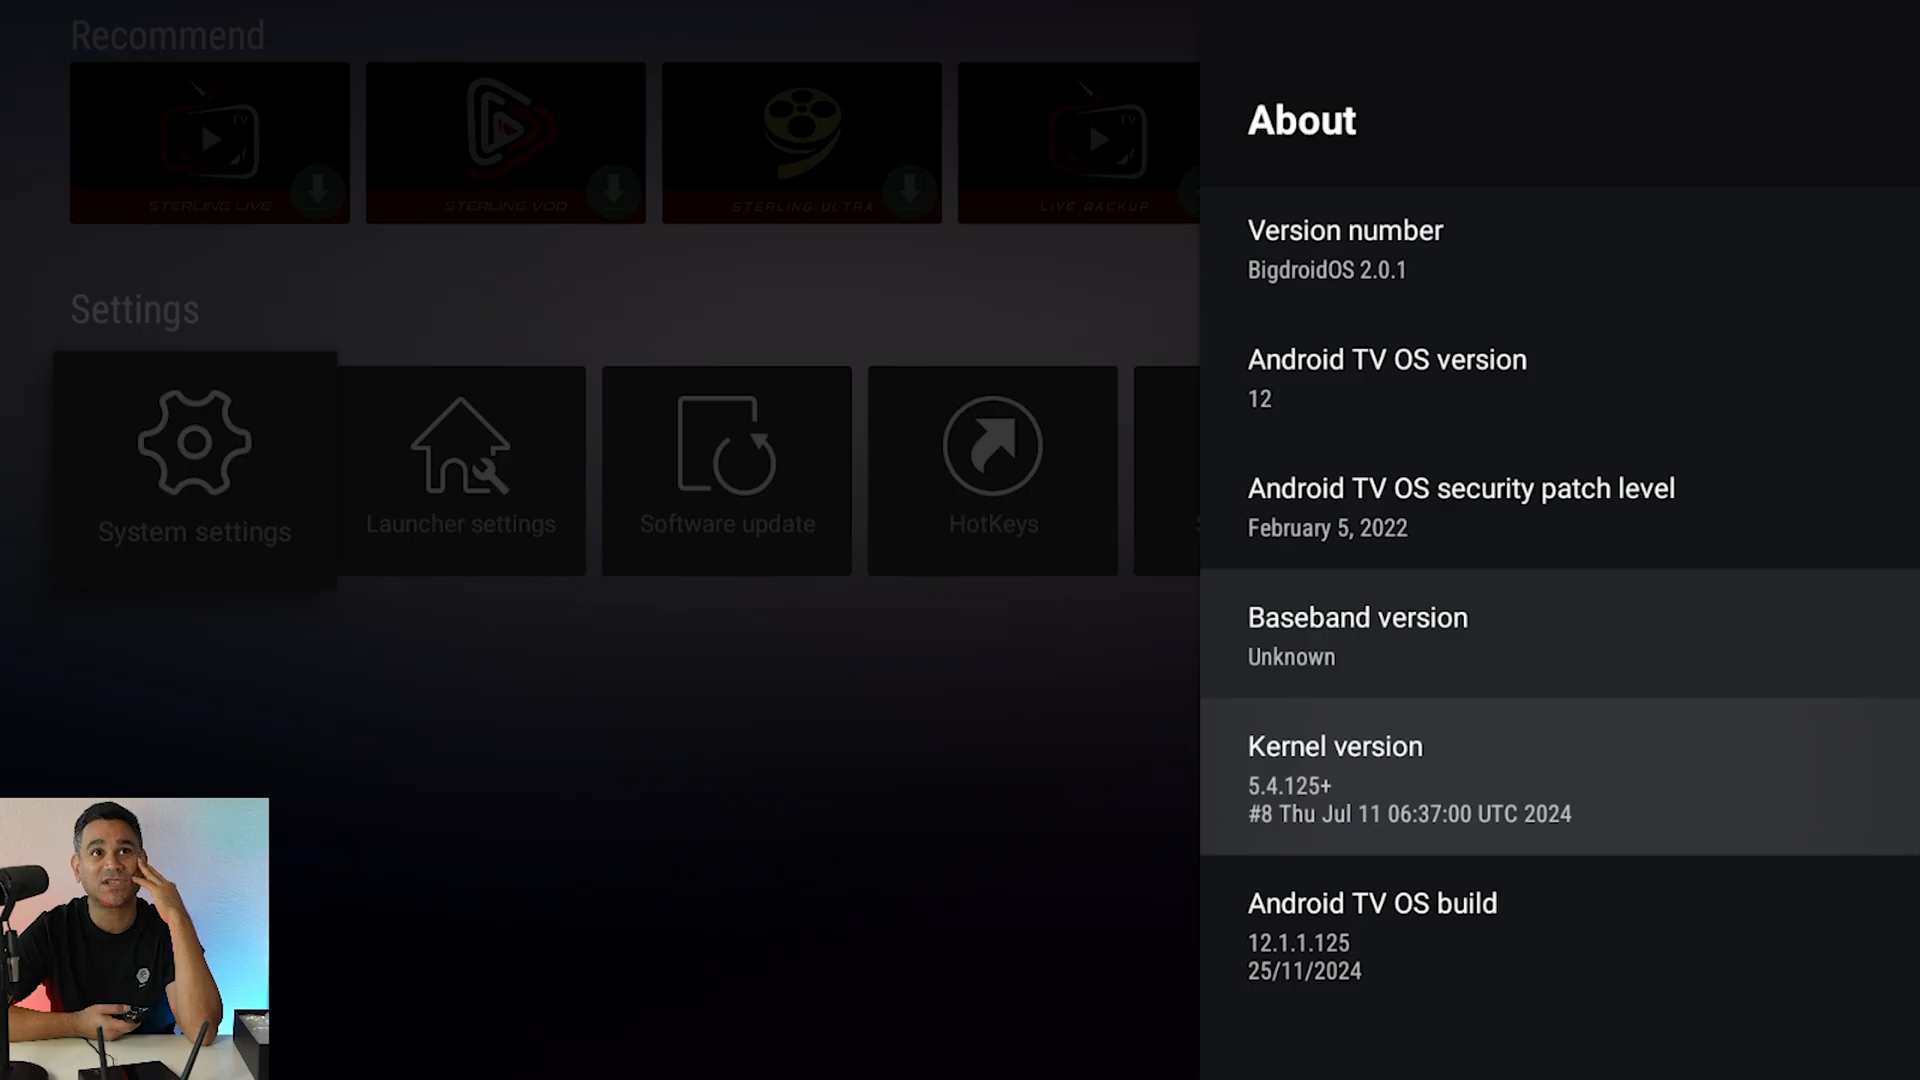 Recommend
STERLING LIVE
STERLING VOD
STERLING ULTRA
LIVE BACKUP
Settings
System settings
Launcher settings
Software update
HotKeys
About
Version number
BigdroidOS 2.0.1
Android TV OS version
12
Android TV OS security patch level
February 5, 2022
Baseband version
Unknown
Kernel version
5.4.125+
#8 Thu Jul 11 06:37:00 UTC 2024
Android TV OS build
12.1.1.125
25/11/2024